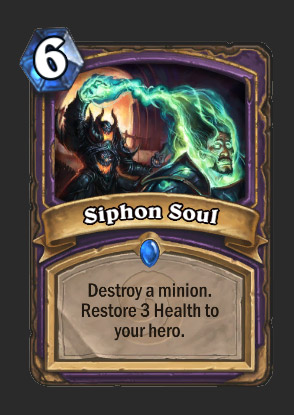 6
Siphon Soul
Destroy a minion.
Restore 3 Health to
your hero.